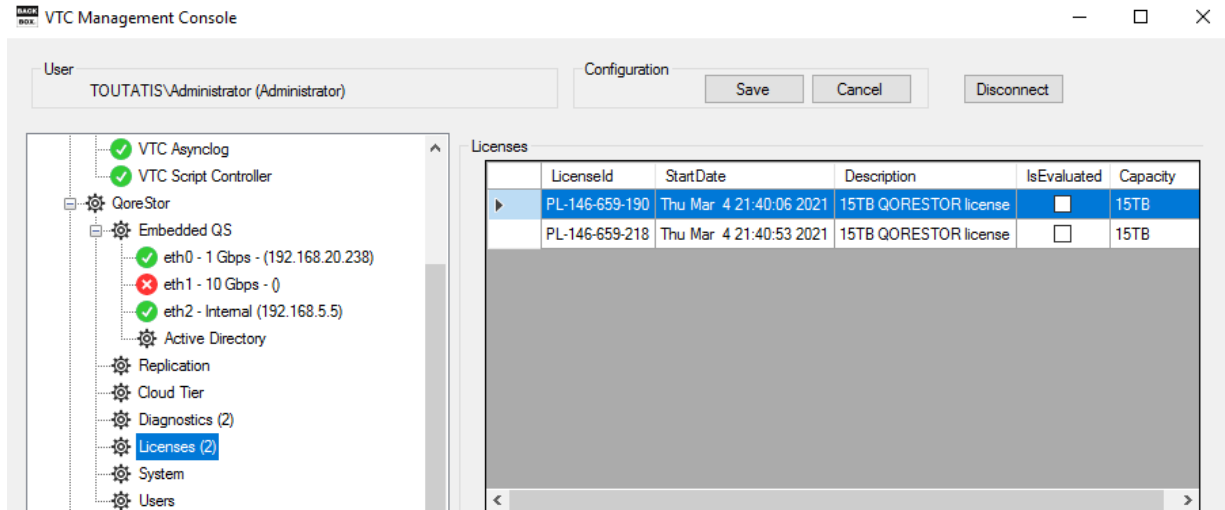 BACK BOX. VTC Management Console
User
TOUTATIS\Administrator (Administrator)
Configuration
Save Cancel Disconnect
VTC Asynclog
VTC Script Controller
QoreStor
Embedded QS
eth0 - 1 Gbps - (192.168.20.238)
eth1 - 10 Gbps - ()
eth2 - Internal (192.168.5.5)
Active Directory
Replication
Cloud Tier
Diagnostics (2)
Licenses (2)
System
Users
Licenses
LicenseId StartDate Description IsEvaluated Capacity
PL-146-659-190 Thu Mar 4 21:40:06 2021 15TB QORESTOR license 15TB
PL-146-659-218 Thu Mar 4 21:40:53 2021 15TB QORESTOR license 15TB